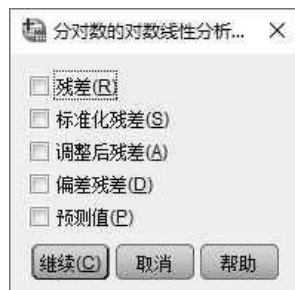 分对数的对数线性分析...
残差(R)
标准化残差(S)
调整后残差(A)
偏差残差(D)
预测值(P)
继续(C) 取消 帮助